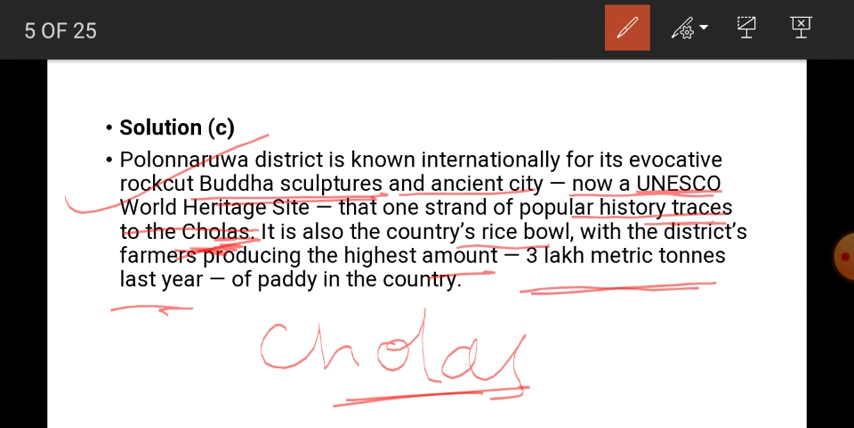 5 OF 25
• Solution (c)
• Polonnaruwa district is known internationally for its evocative
rockcut Buddha sculptures and ancient city — now a UNESCO
World Heritage Site — that one strand of popular history traces
to the Cholas. It is also the country's rice bowl, with the district's
farmers producing the highest amount — 3 lakh metric tonnes
last year — of paddy in the country.
Cholas